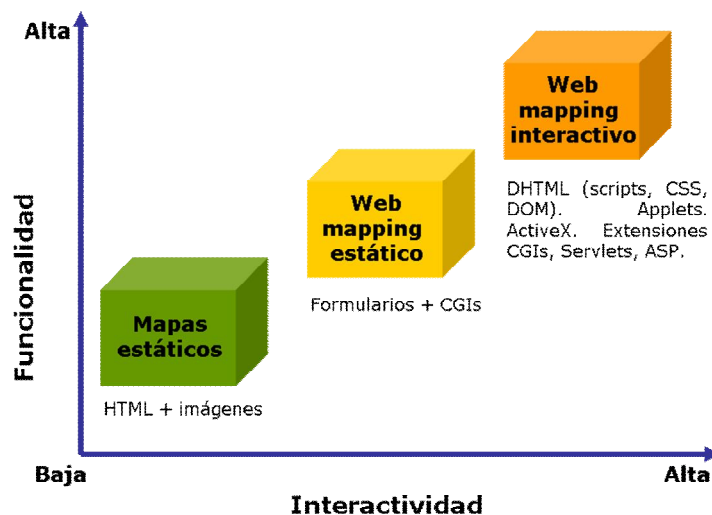 Alta
Web
mapping
interactivo
DHTML (scripts, CSS,
DOM). Applets.
ActiveX. Extensiones
CGIs, Servlets, ASP.
Web
mapping
estático
Formularios + CGIs
Mapas
estáticos
HTML + imágenes
Funcionalidad
Baja
Alta
Interactividad